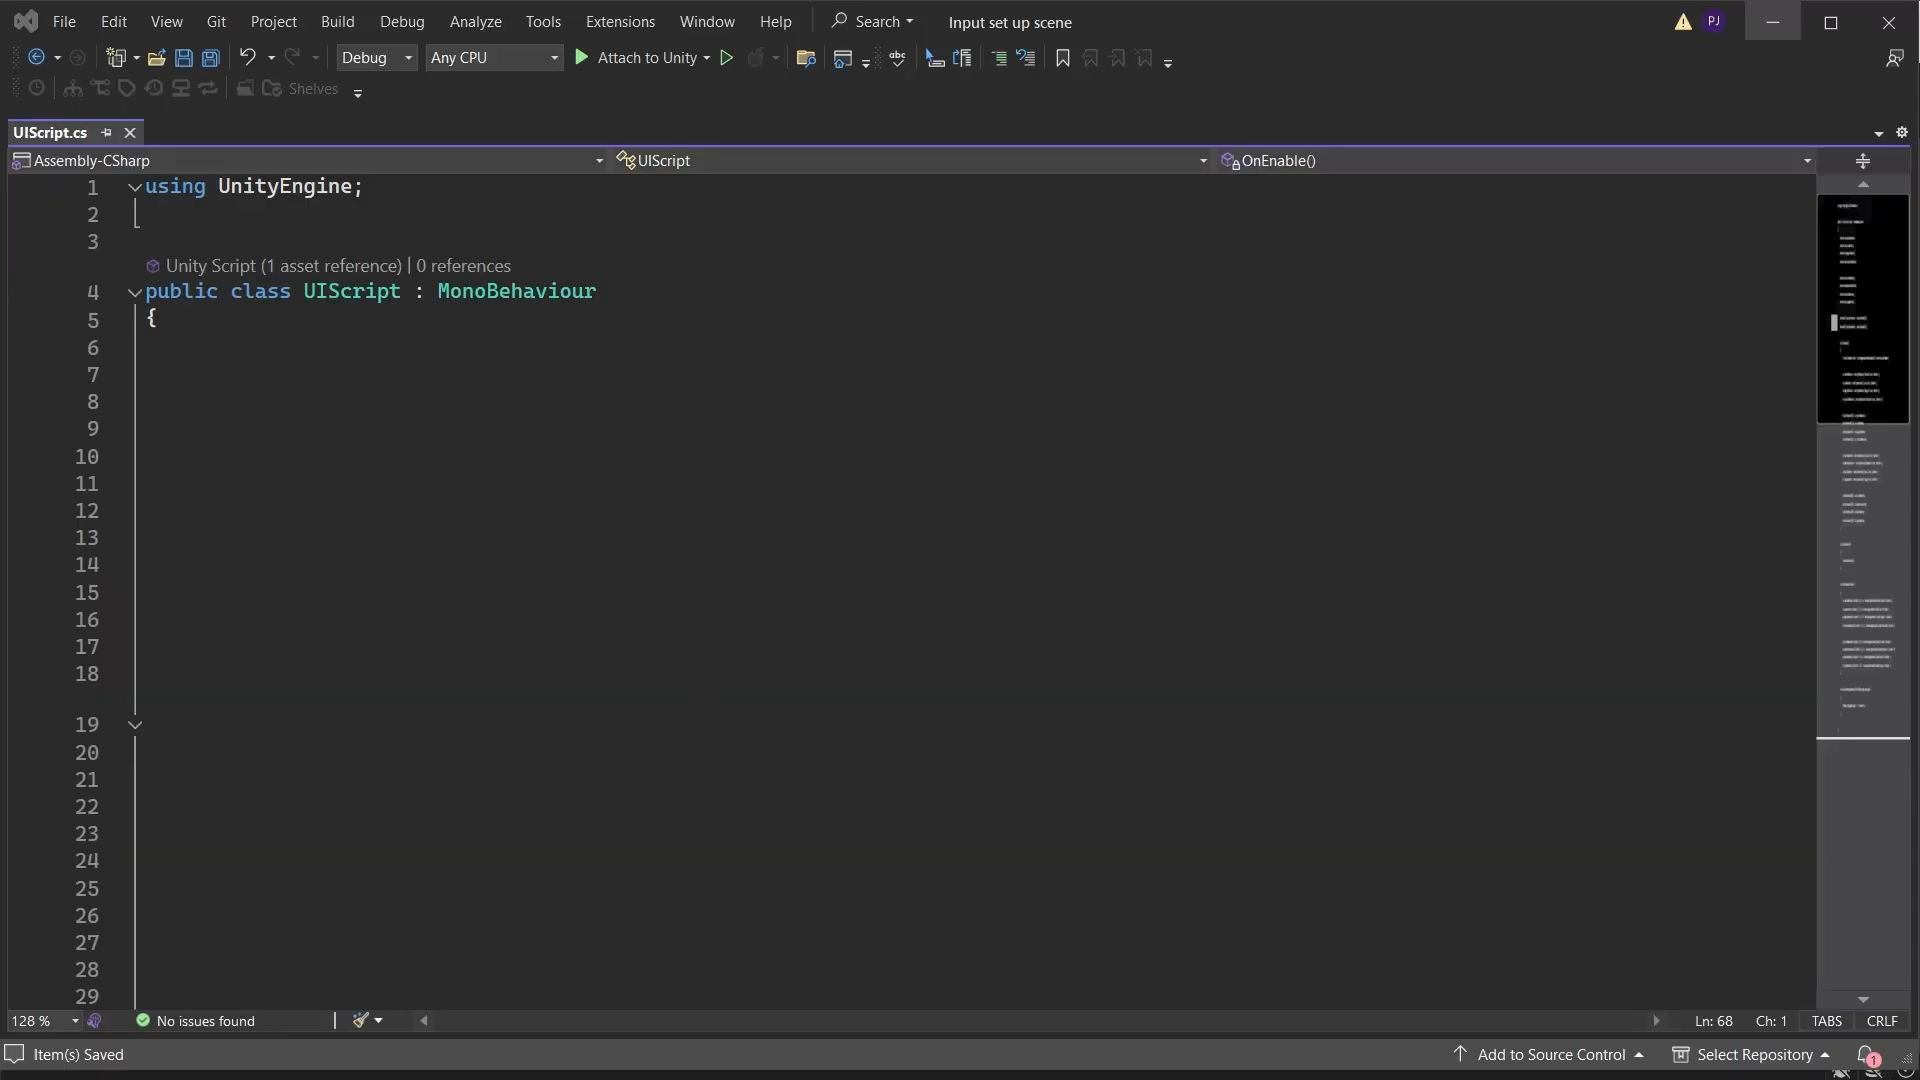 File Edit View Git Project Build Debug Analyze Tools Extensions Window Help Search Input set up scene PJ
Debug Any CPU Attach to Unity abc
Shelves
UIScript.cs
Assembly-CSharp UIScript OnEnable()
1 using UnityEngine;
2
3
Unity Script (1 asset reference) | 0 references
4 public class UIScript : MonoBehaviour
5 {
6
7
8
9
10
11
12
13
14
15
16
17
18
19
20
21
22
23
24
25
26
27
28
29
128 % No issues found Ln: 68 Ch: 1 TABS CRLF
Item(s) Saved Add to Source Control Select Repository 1